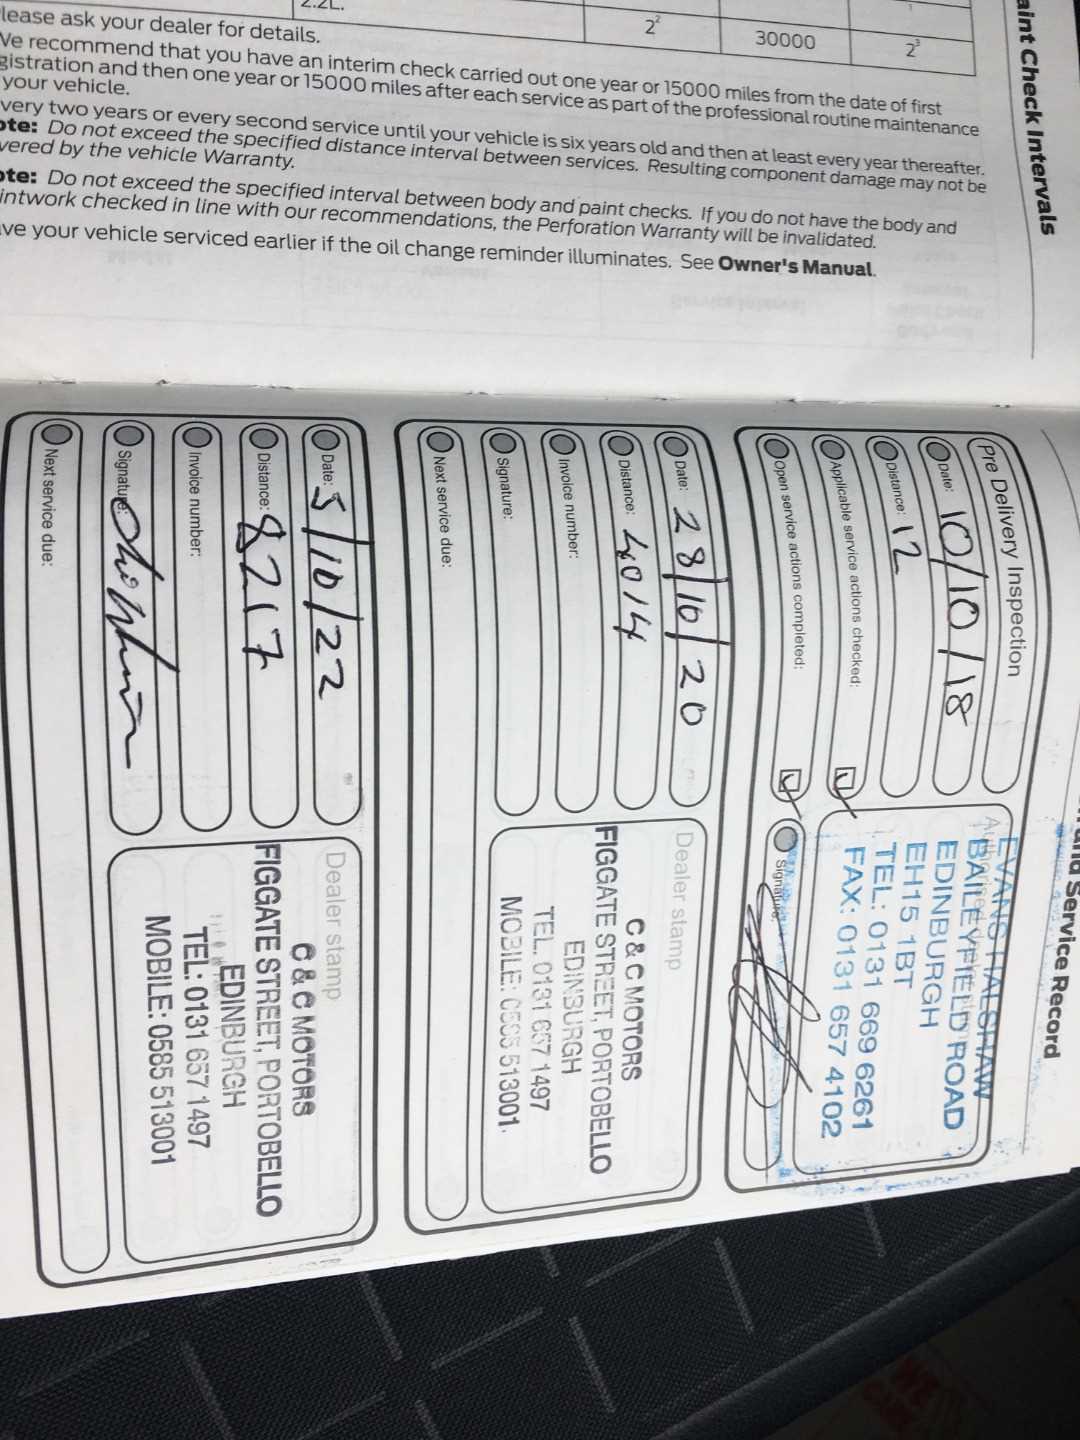 aint Check Intervals
2.2L.
2²
30000
2³
lease ask your dealer for details.
We recommend that you have an interim check carried out one year or 15000 miles from the date of first
gistration and then one year or 15000 miles after each service as part of the professional routine maintenance
your vehicle.
very two years or every second service until your vehicle is six years old and then at least every year thereafter.
ote: Do not exceed the specified distance interval between services. Resulting component damage may not be
vered by the vehicle Warranty.
ote: Do not exceed the specified interval between body and paint checks. If you do not have the body and
intwork checked in line with our recommendations, the Perforation Warranty will be invalidated.
ve your vehicle serviced earlier if the oil change reminder illuminates. See Owner's Manual.
and Service Record
Pre Delivery Inspection
Date: 10/10/18
Distance: 12
Applicable service actions checked:
Open service actions completed:
EVANS HALSHAW
BAILEYFIELD ROAD
EDINBURGH
EH15 1BT
TEL: 0131 669 6261
FAX: 0131 657 4102
Signature:
Date: 28/10/20
Distance: 4014
Invoice number:
Signature:
Next service due:
Dealer stamp
C & C MOTORS
FIGGATE STREET, PORTOBELLO
EDINBURGH
TEL. 0131 657 1497
MOBILE: 0585 513001
Date: 5/10/22
Distance: 8217
Invoice number:
Signature:
Next service due:
Dealer stamp
C & C MOTORS
FIGGATE STREET, PORTOBELLO
EDINBURGH
TEL: 0131 657 1497
MOBILE: 0585 513001